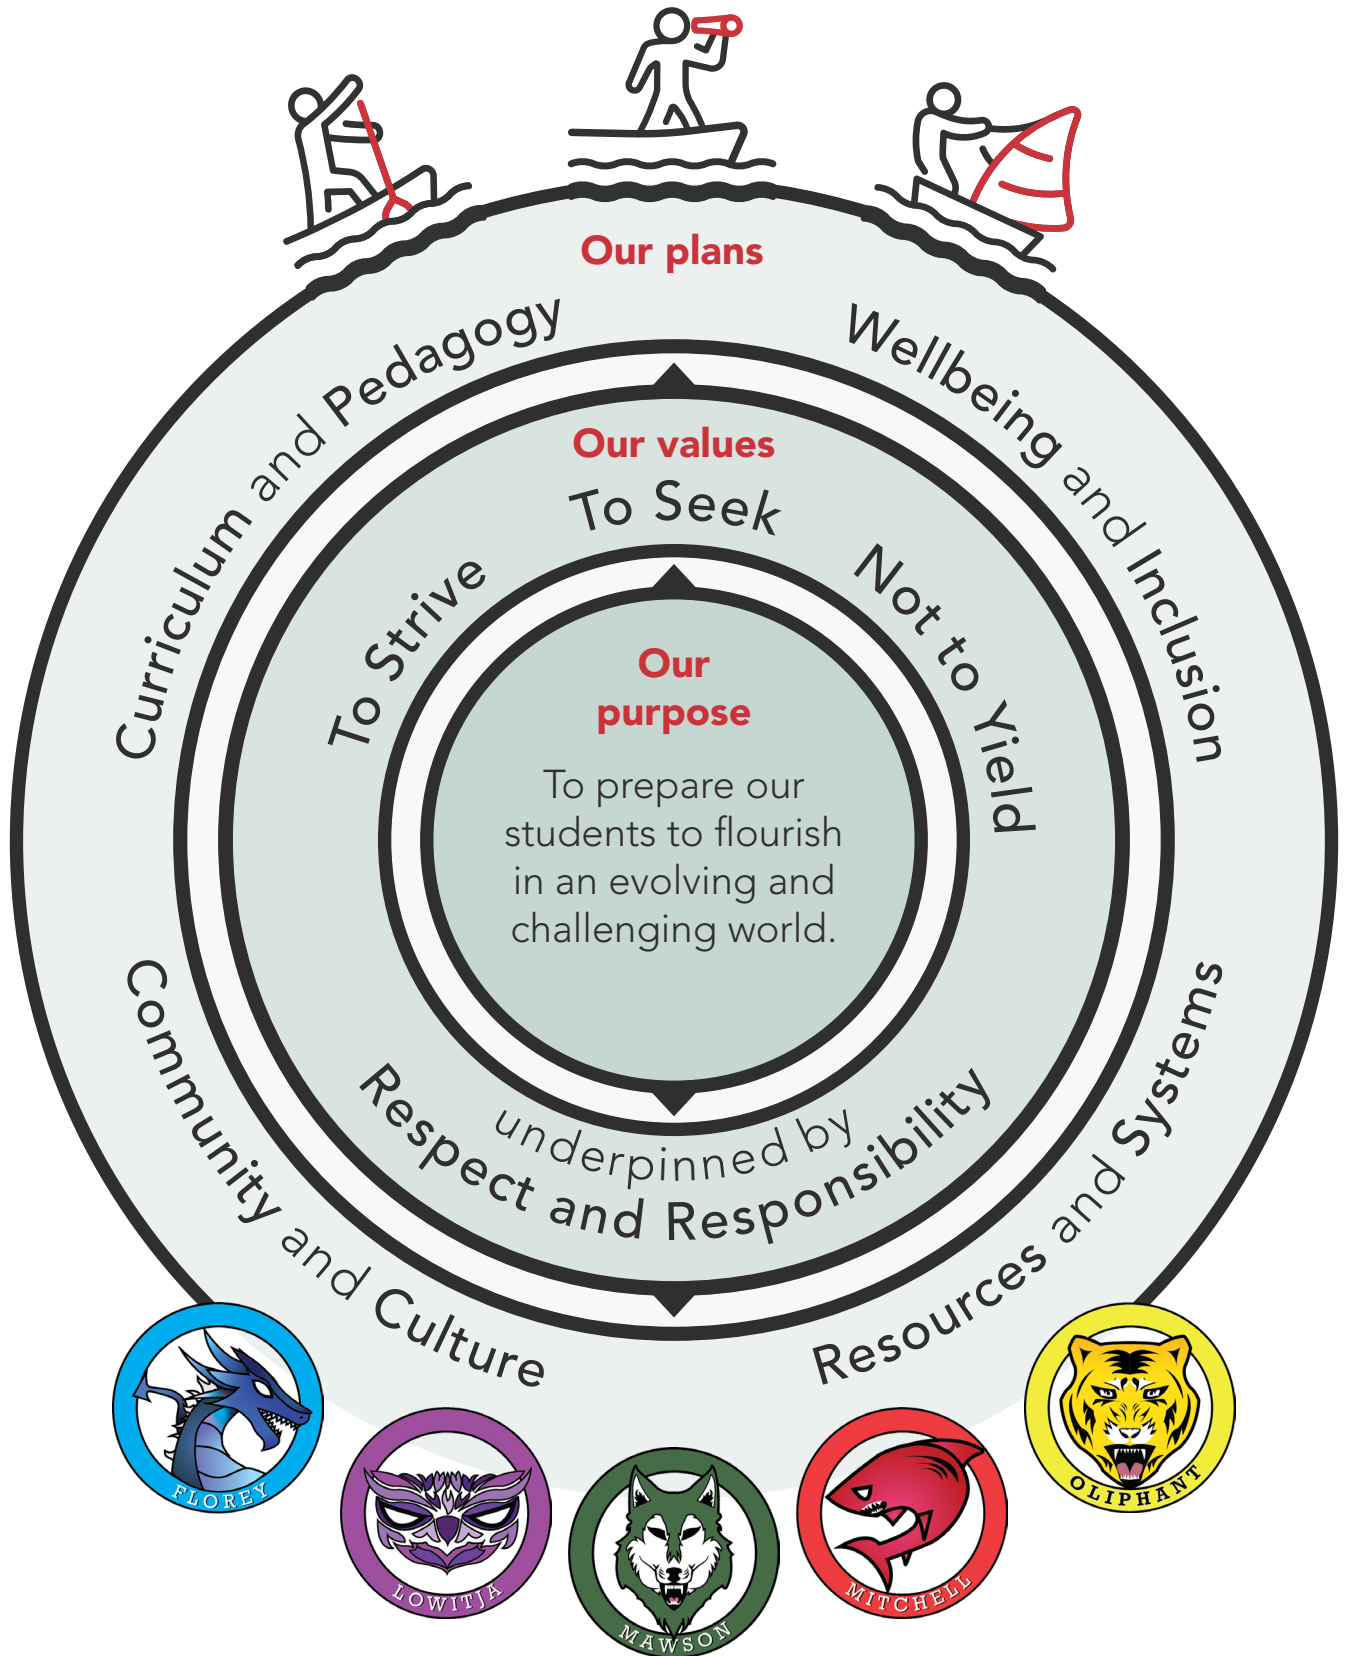 Our plans
Curriculum and Pedagogy
Wellbeing and Inclusion
Our values
To Strive
To Seek
Not to Yield
Our
purpose
To prepare our
students to flourish
in an evolving and
challenging world.
underpinned by
Respect and Responsibility
Community and Culture
Resources and Systems
FLOREY
LOWITJA
MAWSON
MITCHELL
OLIPHANT